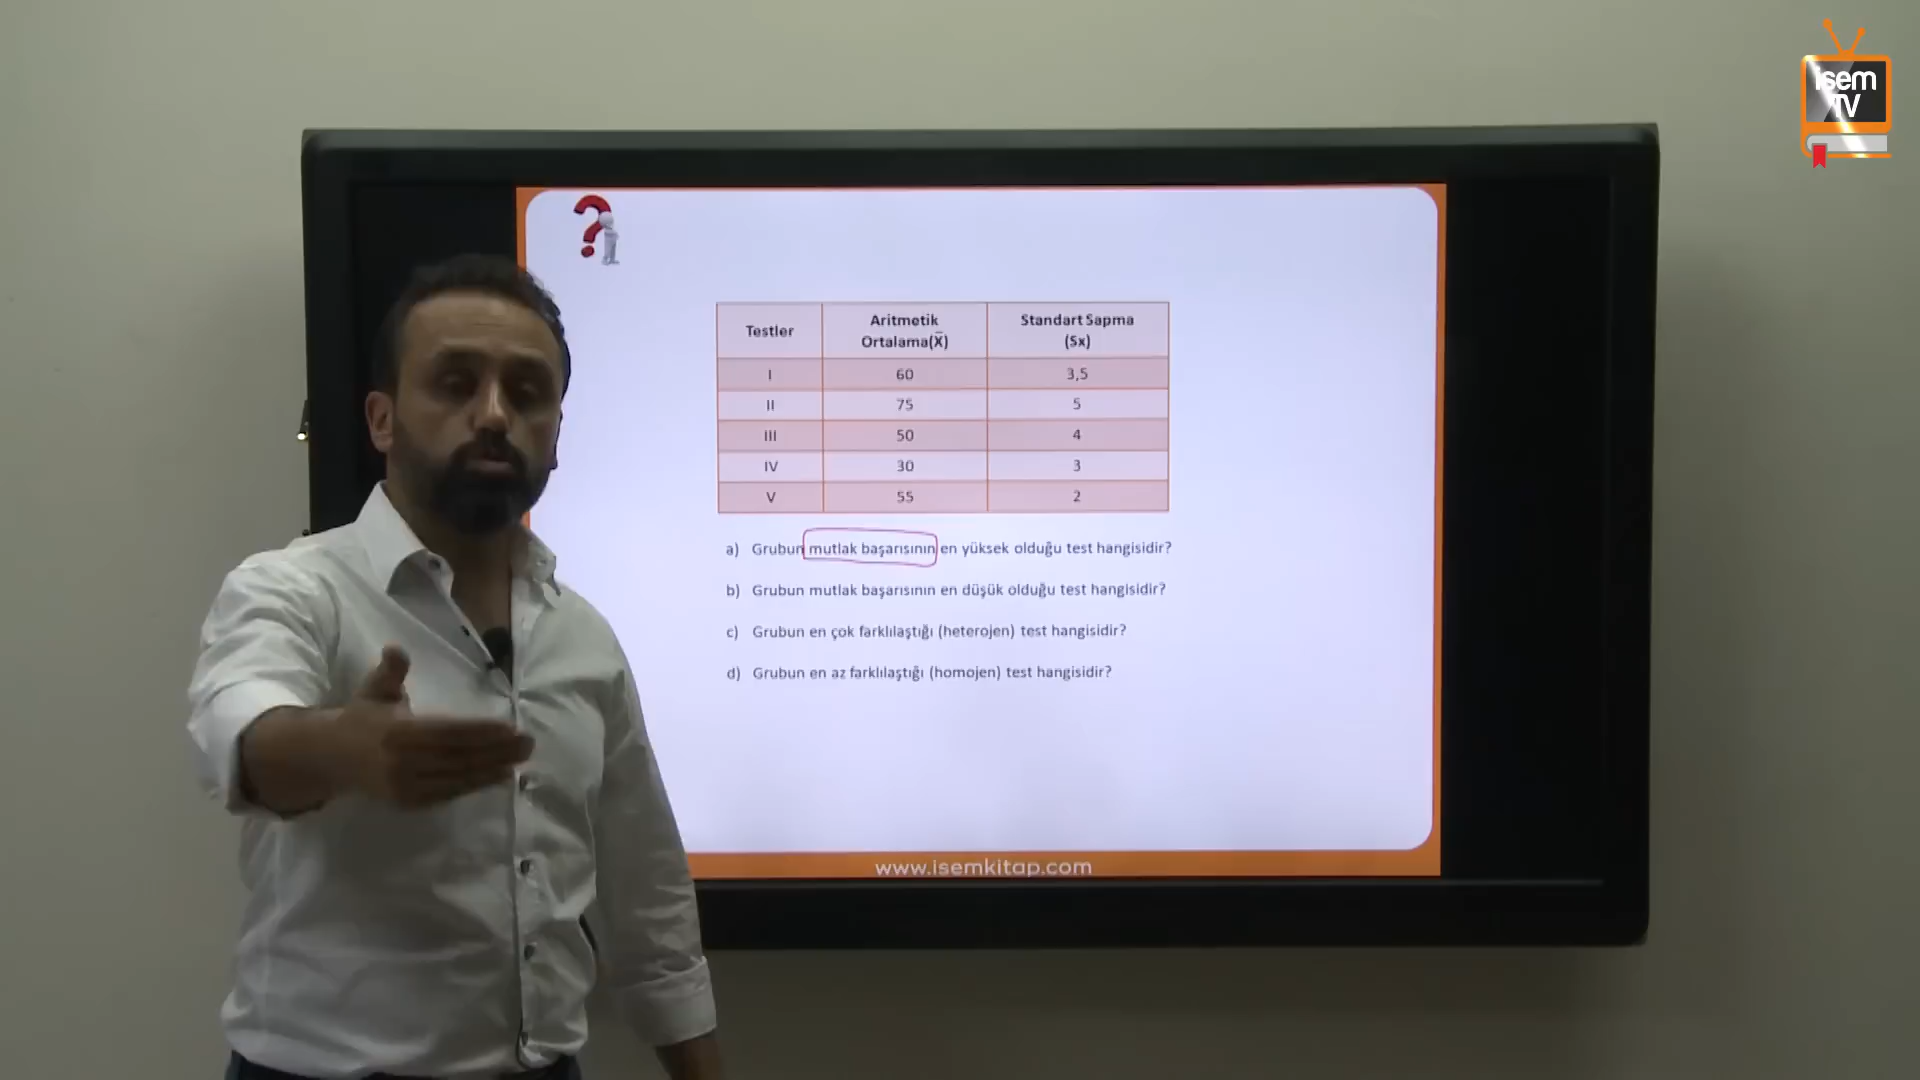 isem
TV
Testler
Aritmetik
Ortalama(X̄)
Standart Sapma
(Sx)
I 60 3,5
II 75 5
III 50 4
IV 30 3
V 55 2
a) Grubun mutlak başarısının en yüksek olduğu test hangisidir?
b) Grubun mutlak başarısının en düşük olduğu test hangisidir?
c) Grubun en çok farklılaştığı (heterojen) test hangisidir?
d) Grubun en az farklılaştığı (homojen) test hangisidir?
www.isemkitap.com